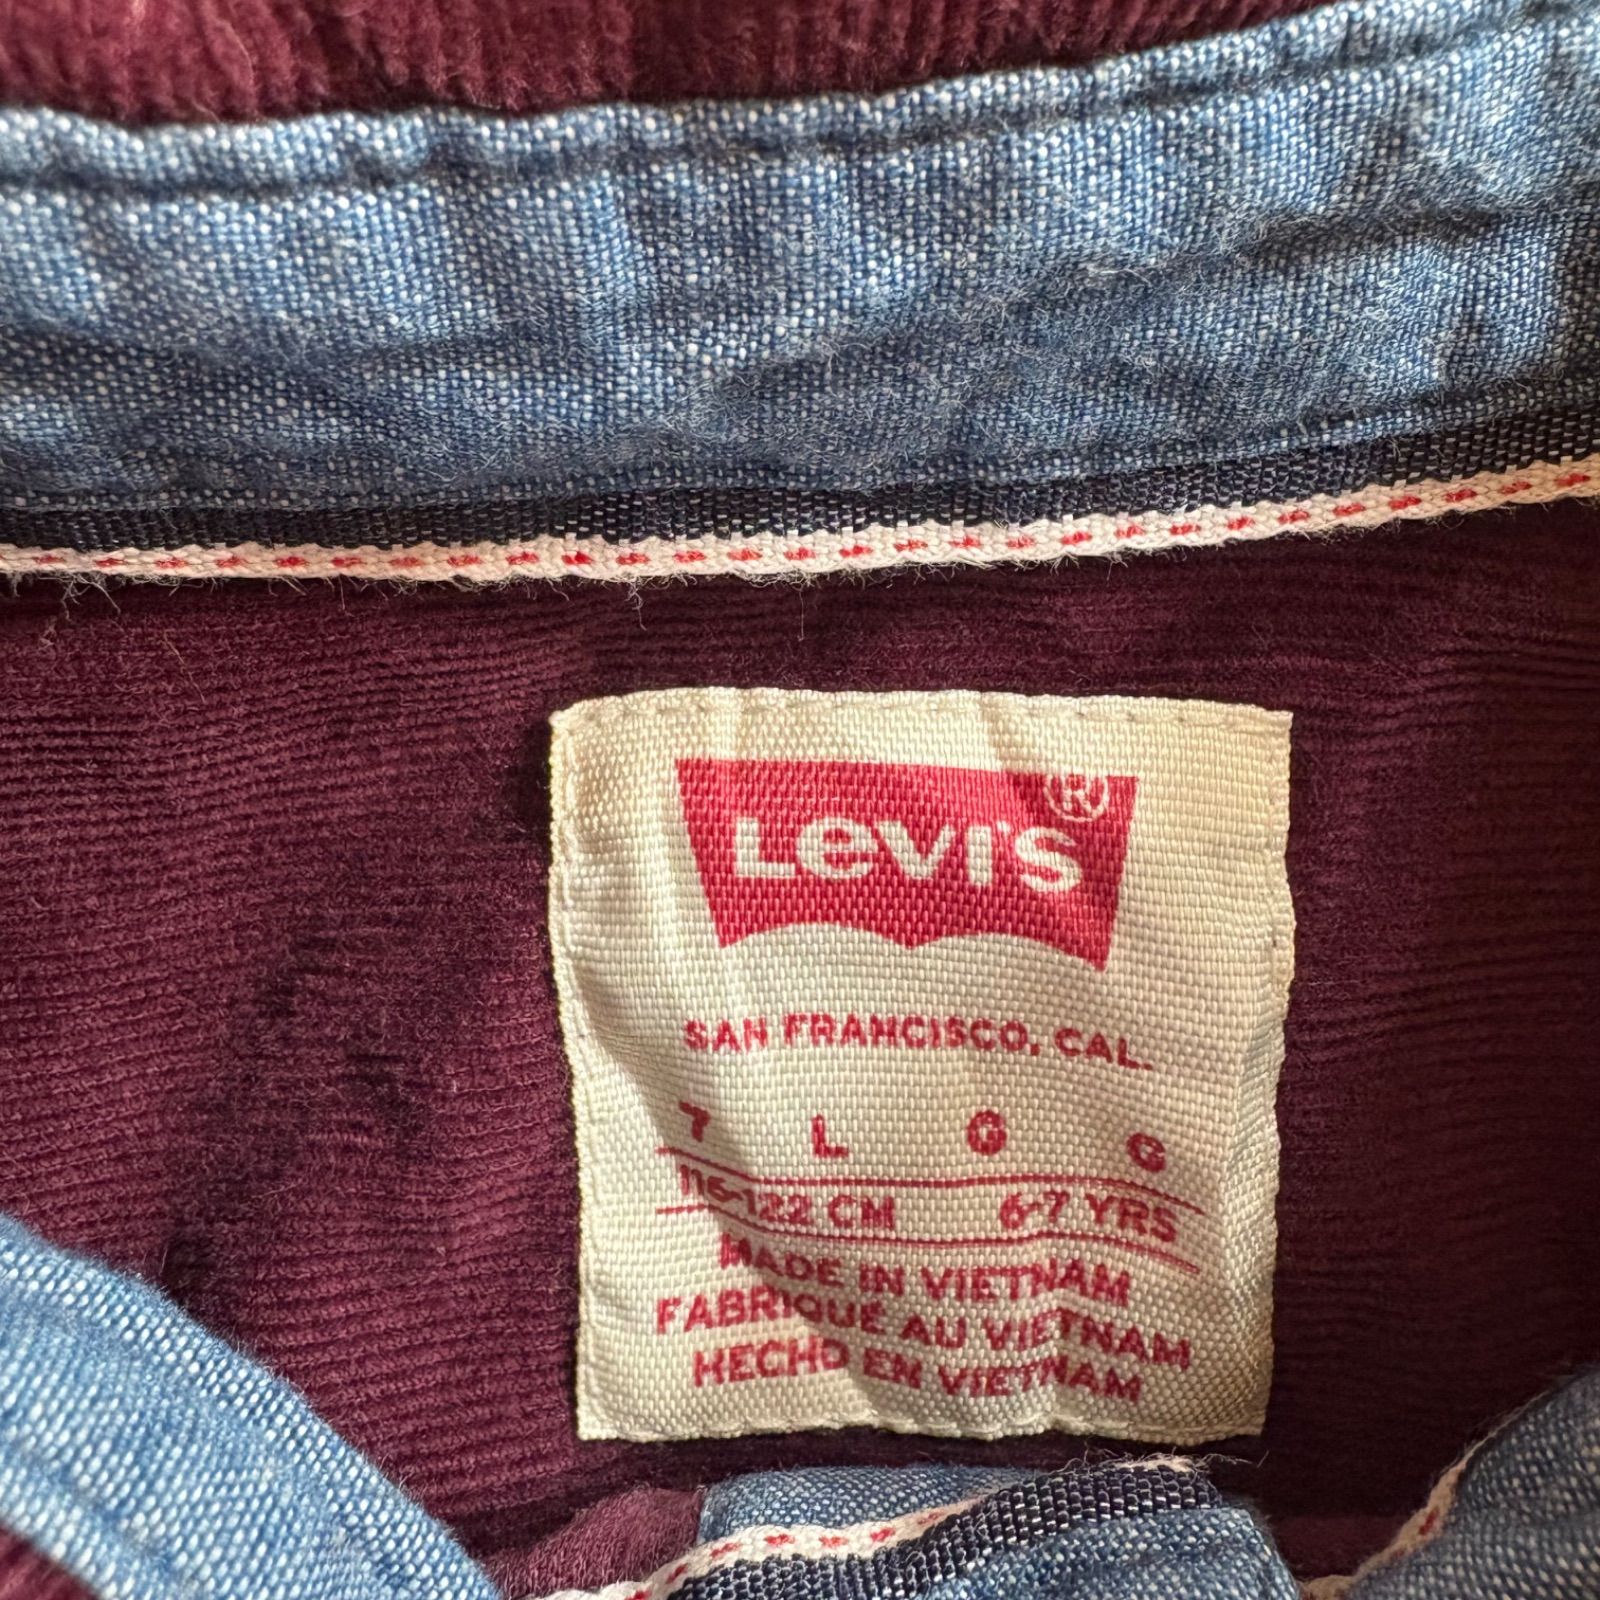 Levi's®
SAN FRANCISCO, CAL.
7 L G G
116-122 CM 6-7 YRS
MADE IN VIETNAM
FABRIQUÉ AU VIETNAM
HECHO EN VIETNAM